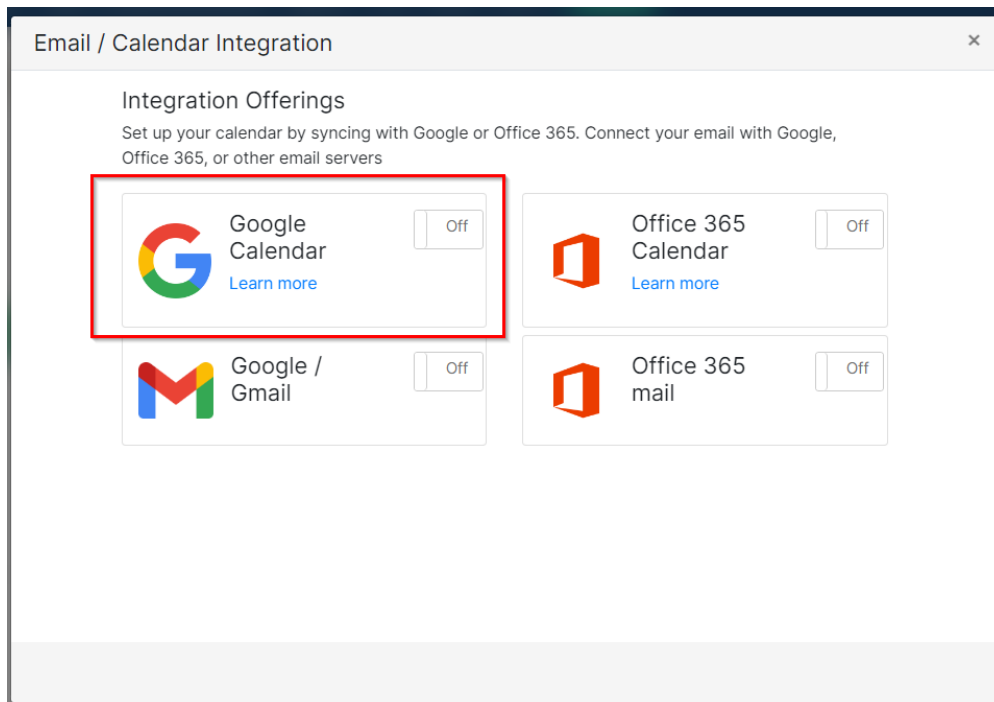 Email / Calendar Integration
×
Integration Offerings
Set up your calendar by syncing with Google or Office 365. Connect your email with Google,
Office 365, or other email servers
Google
Calendar
Learn more
Off
Office 365
Calendar
Learn more
Off
Google /
Gmail
Off
Office 365
mail
Off